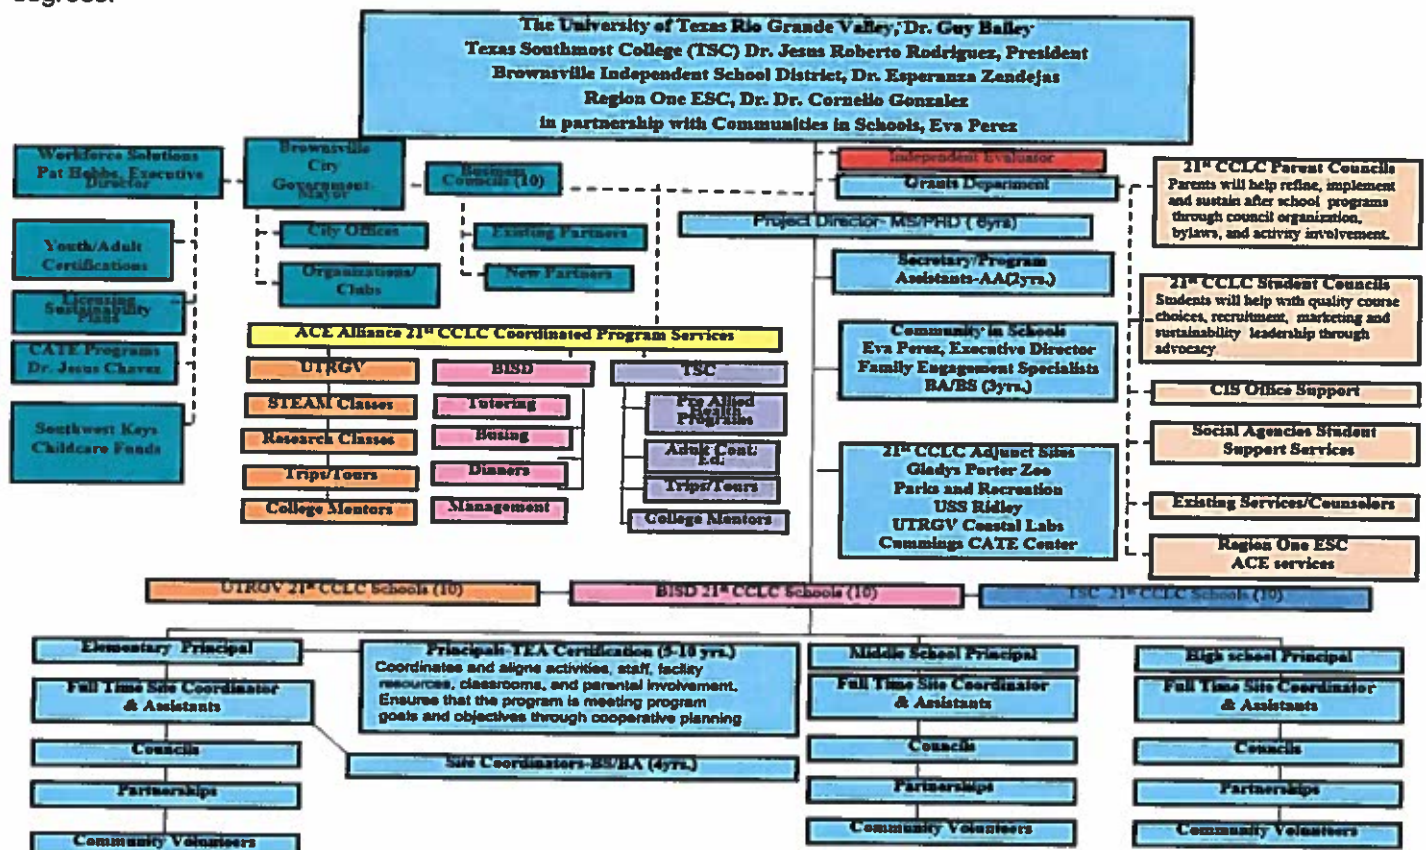 The University of Texas Rio Grande Valley, Dr. Guy Bailey
Texas Southmost College (TSC) Dr. Jesus Roberto Rodriguez, President
Brownsville Independent School District, Dr. Esperanza Zendejas
Region One ESC, Dr. Dr. Cornelio Gonzalez
in partnership with Communities in Schools, Eva Perez
Workforce Solutions
Pat Hobbs, Executive
Director
Brownsville
City
Government-
Mayor
Business
Councils (10)
Independent Evaluator
Grants Department
Project Director- MS/PHD ( 6yrs)
21st CCLC Parent Councils
Parents will help refine, implement
and sustain after school programs
through council organization,
bylaws, and activity involvement.
Youth/Adult
Certifications
City Offices
Existing Partners
Organizations/
Clubs
New Partners
Secretary/Program
Assistants-AA(2yrs.)
Licensing
Sustainability
Plans
21st CCLC Student Councils
Students will help with quality course
choices, recruitment, marketing and
sustainability leadership through
advocacy
CATE Programs
Dr. Jesus Chavez
Southwest Keys
Childcare Funds
ACE Alliance 21st CCLC Coordinated Program Services
UTRGV
STEAM Classes
Research Classes
Trips/Tours
College Mentors
BISD
Tutoring
Busing
Dinners
Management
TSC
Pre Allied
Health
Programs
Adult Cont.
Ed.
Trips/Tours
College Mentors
Community in Schools
Eva Perez, Executive Director
Family Engagement Specialists
BA/BS (3yrs.)
21st CCLC Adjunct Sites
Gladys Porter Zoo
Parks and Recreation
USS Ridley
UTRGV Coastal Labs
Cummings CATE Center
CIS Office Support
Social Agencies Student
Support Services
Existing Services/Counselors
Region One ESC
ACE services
UTRGV 21st CCLC Schools (10)
BISD 21st CCLC Schools (10)
TSC 21st CCLC Schools (10)
Elementary Principal
Full Time Site Coordinator
& Assistants
Councils
Partnerships
Community Volunteers
Principals-TEA Certification (5-10 yrs.)
Coordinates and aligns activities, staff, facility
resources, classrooms, and parental involvement.
Ensures that the program is meeting program
goals and objectives through cooperative planning
Site Coordinators-BS/BA (4yrs.)
Middle School Principal
Full Time Site Coordinator
& Assistants
Councils
Partnerships
Community Volunteers
High school Principal
Full Time Site Coordinator
& Assistants
Councils
Partnerships
Community Volunteers